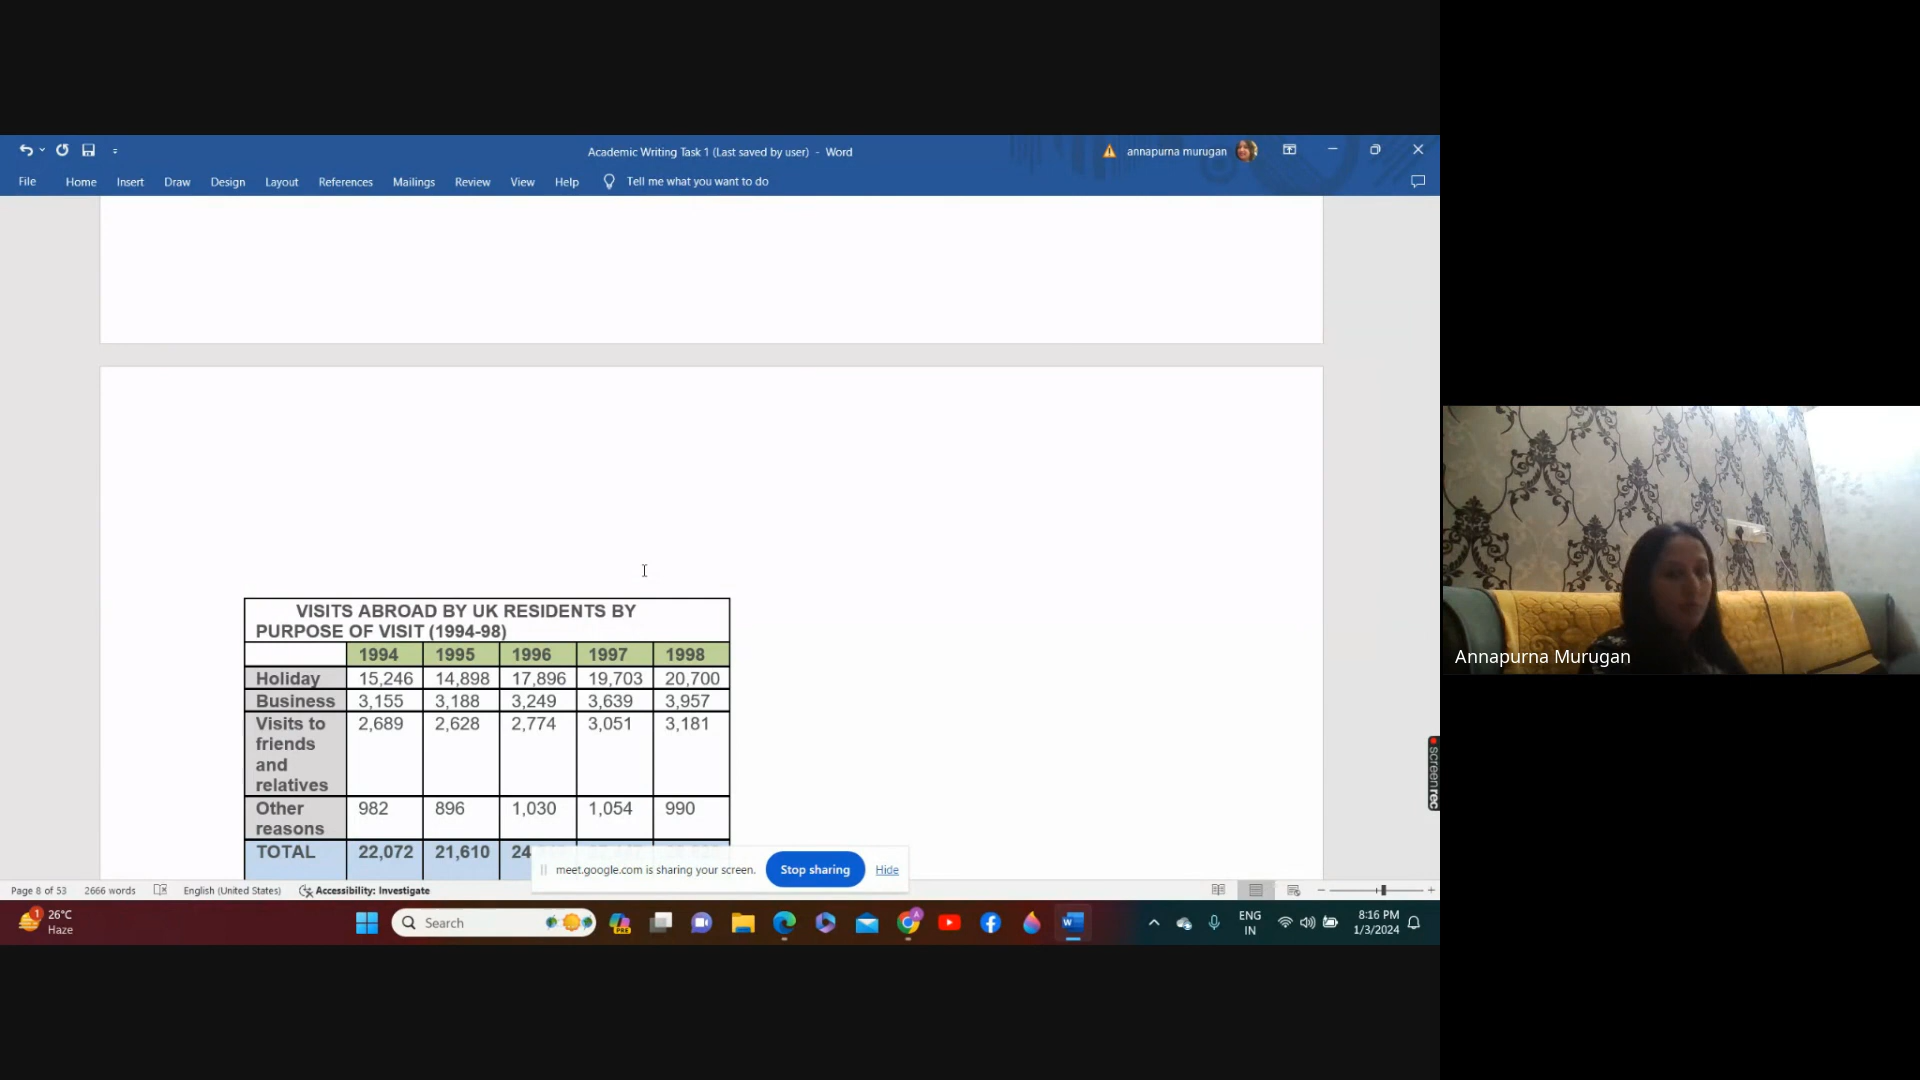 Academic Writing Task 1 (Last saved by user) - Word
annapurna murugan
File Home Insert Draw Design Layout References Mailings Review View Help Tell me what you want to do
VISITS ABROAD BY UK RESIDENTS BY
PURPOSE OF VISIT (1994-98)
1994 1995 1996 1997 1998
Holiday 15,246 14,898 17,896 19,703 20,700
Business 3,155 3,188 3,249 3,639 3,957
Visits to 2,689 2,628 2,774 3,051 3,181
friends
and
relatives
Other 982 896 1,030 1,054 990
reasons
TOTAL 22,072 21,610 24
meet.google.com is sharing your screen. Stop sharing Hide
Page 8 of 53 2666 words English (United States) Accessibility: Investigate
1 26°C
Haze
Search
PRE
A
ENG
IN
8:16 PM
1/3/2024
screenrec
Annapurna Murugan